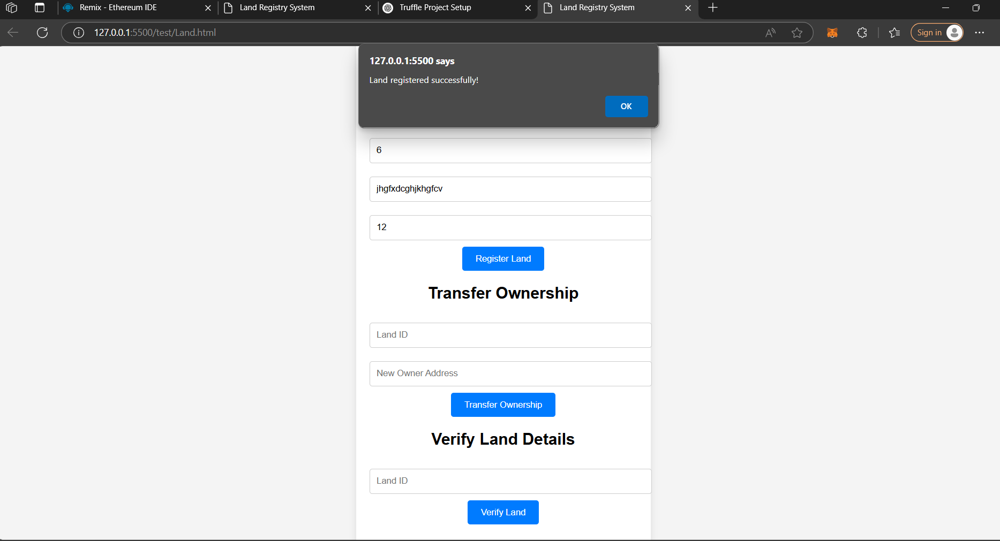 Remix - Ethereum IDE
Land Registry System
Truffle Project Setup
Land Registry System
127.0.0.1:5500/test/Land.html
Sign in
127.0.0.1:5500 says
Land registered successfully!
OK
6
jhgfxdcghjkhgfcv
12
Register Land
Transfer Ownership
Land ID
New Owner Address
Transfer Ownership
Verify Land Details
Land ID
Verify Land